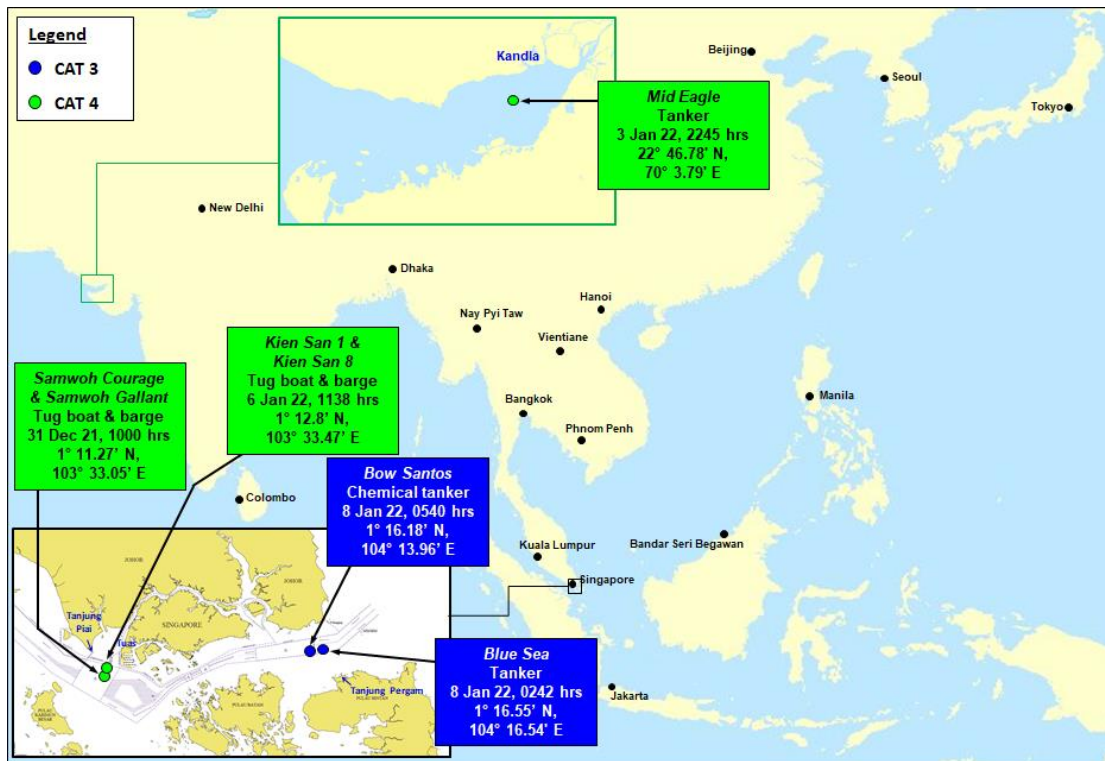 Legend
CAT 3
CAT 4
Kandla
Mid Eagle
Tanker
3 Jan 22, 2245 hrs
22° 46.78' N,
70° 3.79' E
Beijing
Seoul
Tokyo
New Delhi
Dhaka
Hanoi
Nay Pyi Taw
Vientiane
Kien San 1 &
Kien San 8
Tug boat & barge
6 Jan 22, 1138 hrs
1° 12.8' N,
103° 33.47' E
Samwoh Courage
& Samwoh Gallant
Tug boat & barge
31 Dec 21, 1000 hrs
1° 11.27' N,
103° 33.05' E
Bangkok
Manila
Phnom Penh
Bow Santos
Chemical tanker
8 Jan 22, 0540 hrs
1° 16.18' N,
104° 13.96' E
Colombo
Kuala Lumpur
Bandar Seri Begawan
Singapore
JOHOR
JOHOR
Tanjung
Piai
SINGAPORE
Tuas
Blue Sea
Tanker
8 Jan 22, 0242 hrs
1° 16.55' N,
104° 16.54' E
Tanjung Pergam
PULAU BATAM
PULAU BINTAN
Jakarta